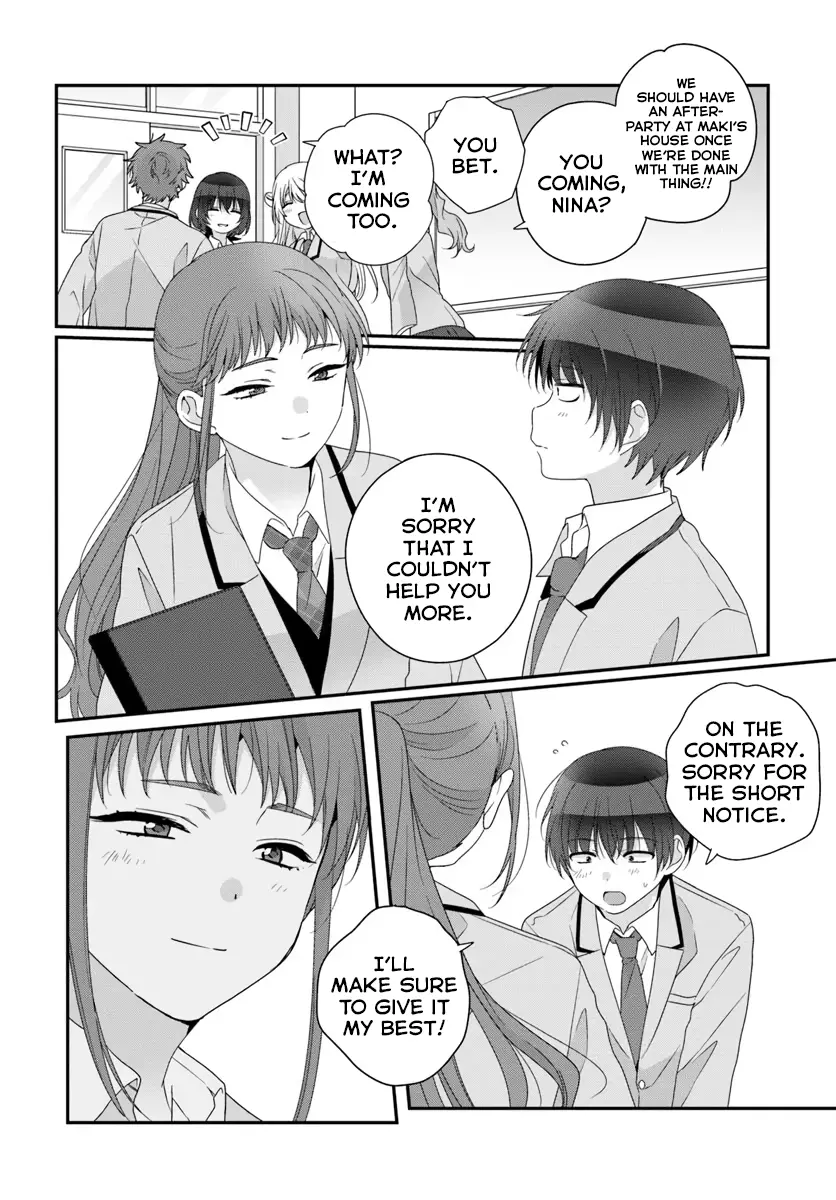 WE
SHOULD HAVE
AN AFTER-
PARTY AT MAKI'S
HOUSE ONCE
WE'RE DONE
WITH THE MAIN
THING!!
YOU
COMING,
NINA?
YOU
BET.
WHAT?
I'M
COMING
TOO.
I'M
SORRY
THAT I
COULDN'T
HELP YOU
MORE.
ON THE
CONTRARY.
SORRY FOR
THE SHORT
NOTICE.
I'LL
MAKE SURE
TO GIVE IT
MY BEST!